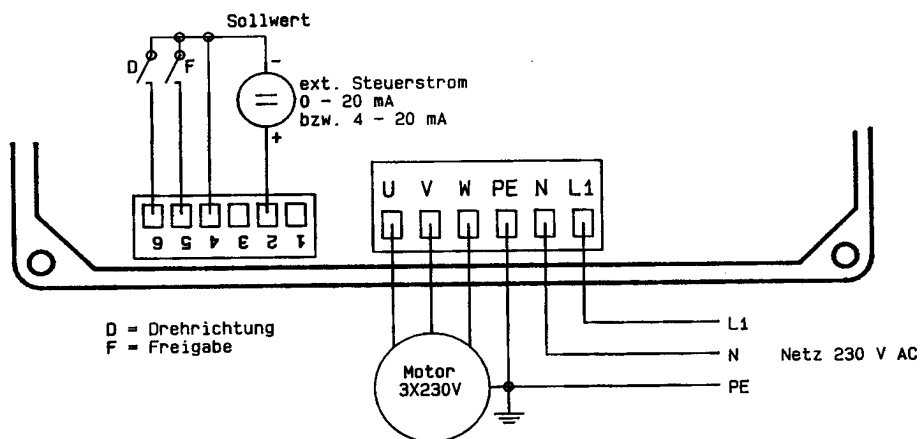 Sollwert
D F
-
ext. Steuerstrom
0 - 20 mA
bzw. 4 - 20 mA
+
U V W PE N L1
6 5 4 3 2 1
D = Drehrichtung
F = Freigabe
L1
N Netz 230 V AC
PE
Motor
3X230V